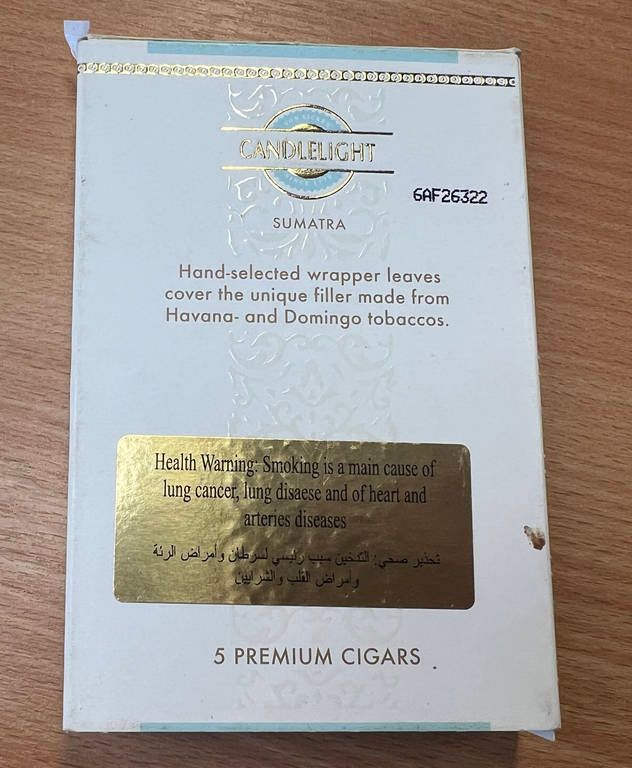 VON EICKEN
CANDLELIGHT
6AF26322
SUMATRA
Hand-selected wrapper leaves
cover the unique filler made from
Havana- and Domingo tobaccos.
Health Warning: Smoking is a main cause of
lung cancer, lung disaese and of heart and
arteries diseases
تحذير صحي: التدخين سبب رئيسي لسرطان وأمراض الرئة
وأمراض القلب والشرايين
5 PREMIUM CIGARS